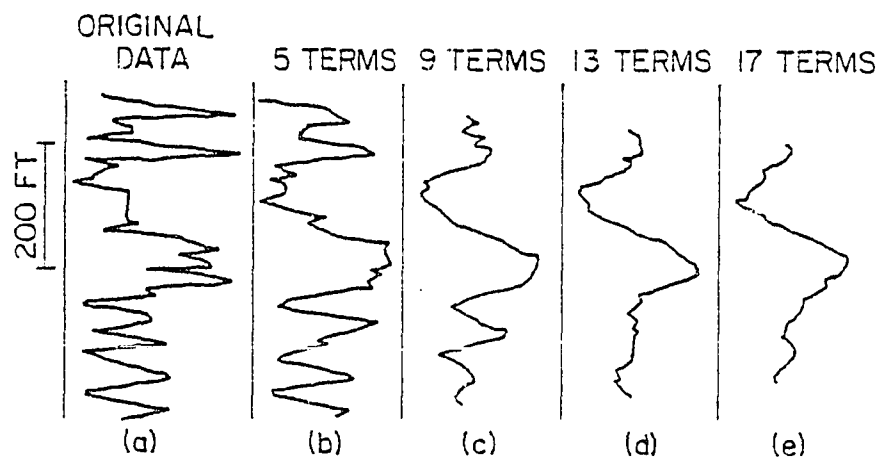 ORIGINAL
DATA
5 TERMS
9 TERMS
13 TERMS
17 TERMS
200 FT
(a)
(b)
(c)
(d)
(e)